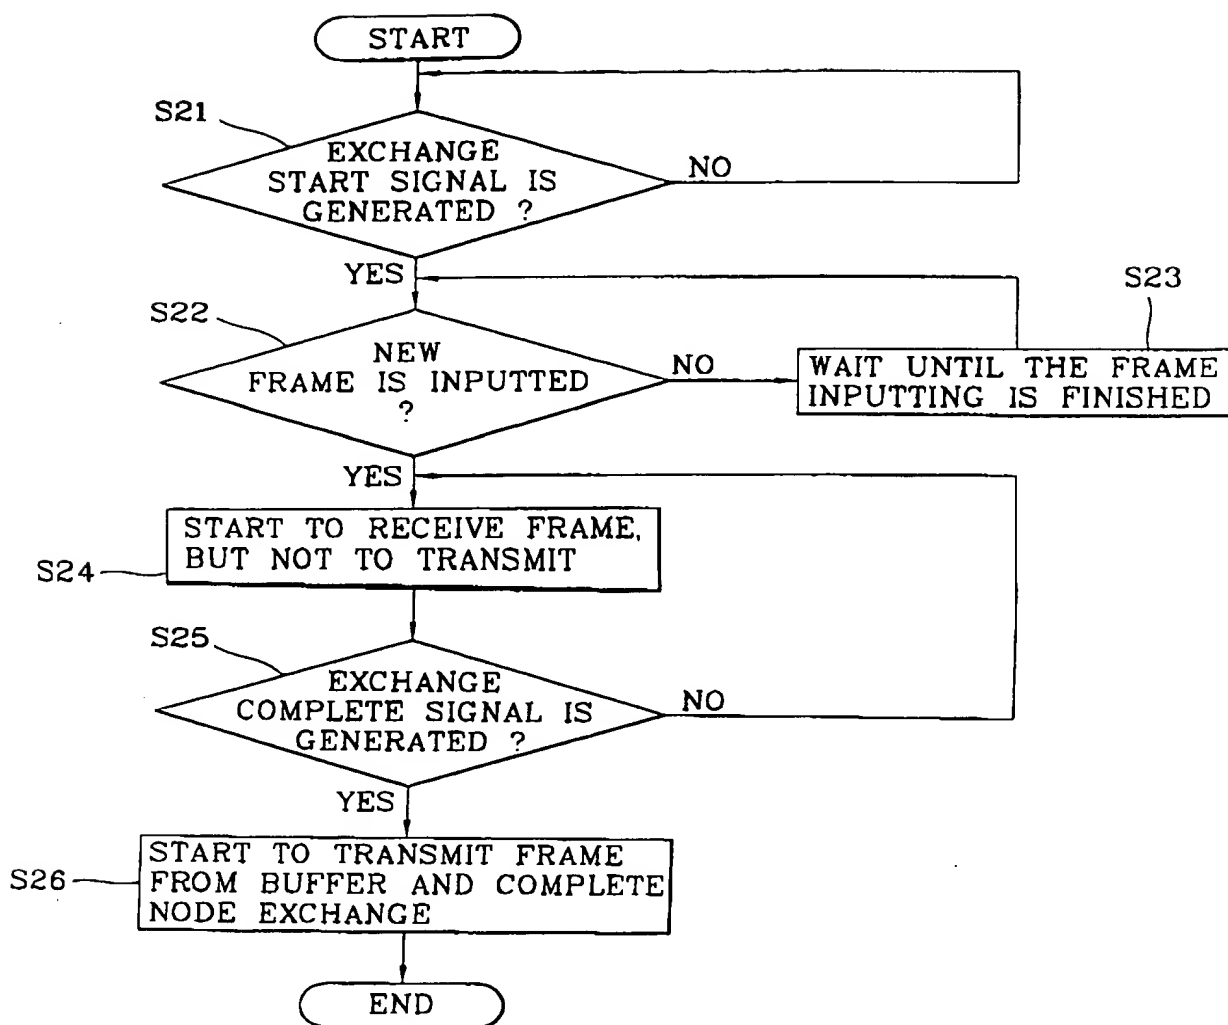 START
S21
EXCHANGE
START SIGNAL IS
GENERATED ?
NO
YES
S22
NEW
FRAME IS INPUTTED
?
NO
S23
WAIT UNTIL THE FRAME
INPUTTING IS FINISHED
YES
START TO RECEIVE FRAME,
BUT NOT TO TRANSMIT
S24
S25
EXCHANGE
COMPLETE SIGNAL IS
GENERATED ?
NO
YES
START TO TRANSMIT FRAME
FROM BUFFER AND COMPLETE
NODE EXCHANGE
S26
END